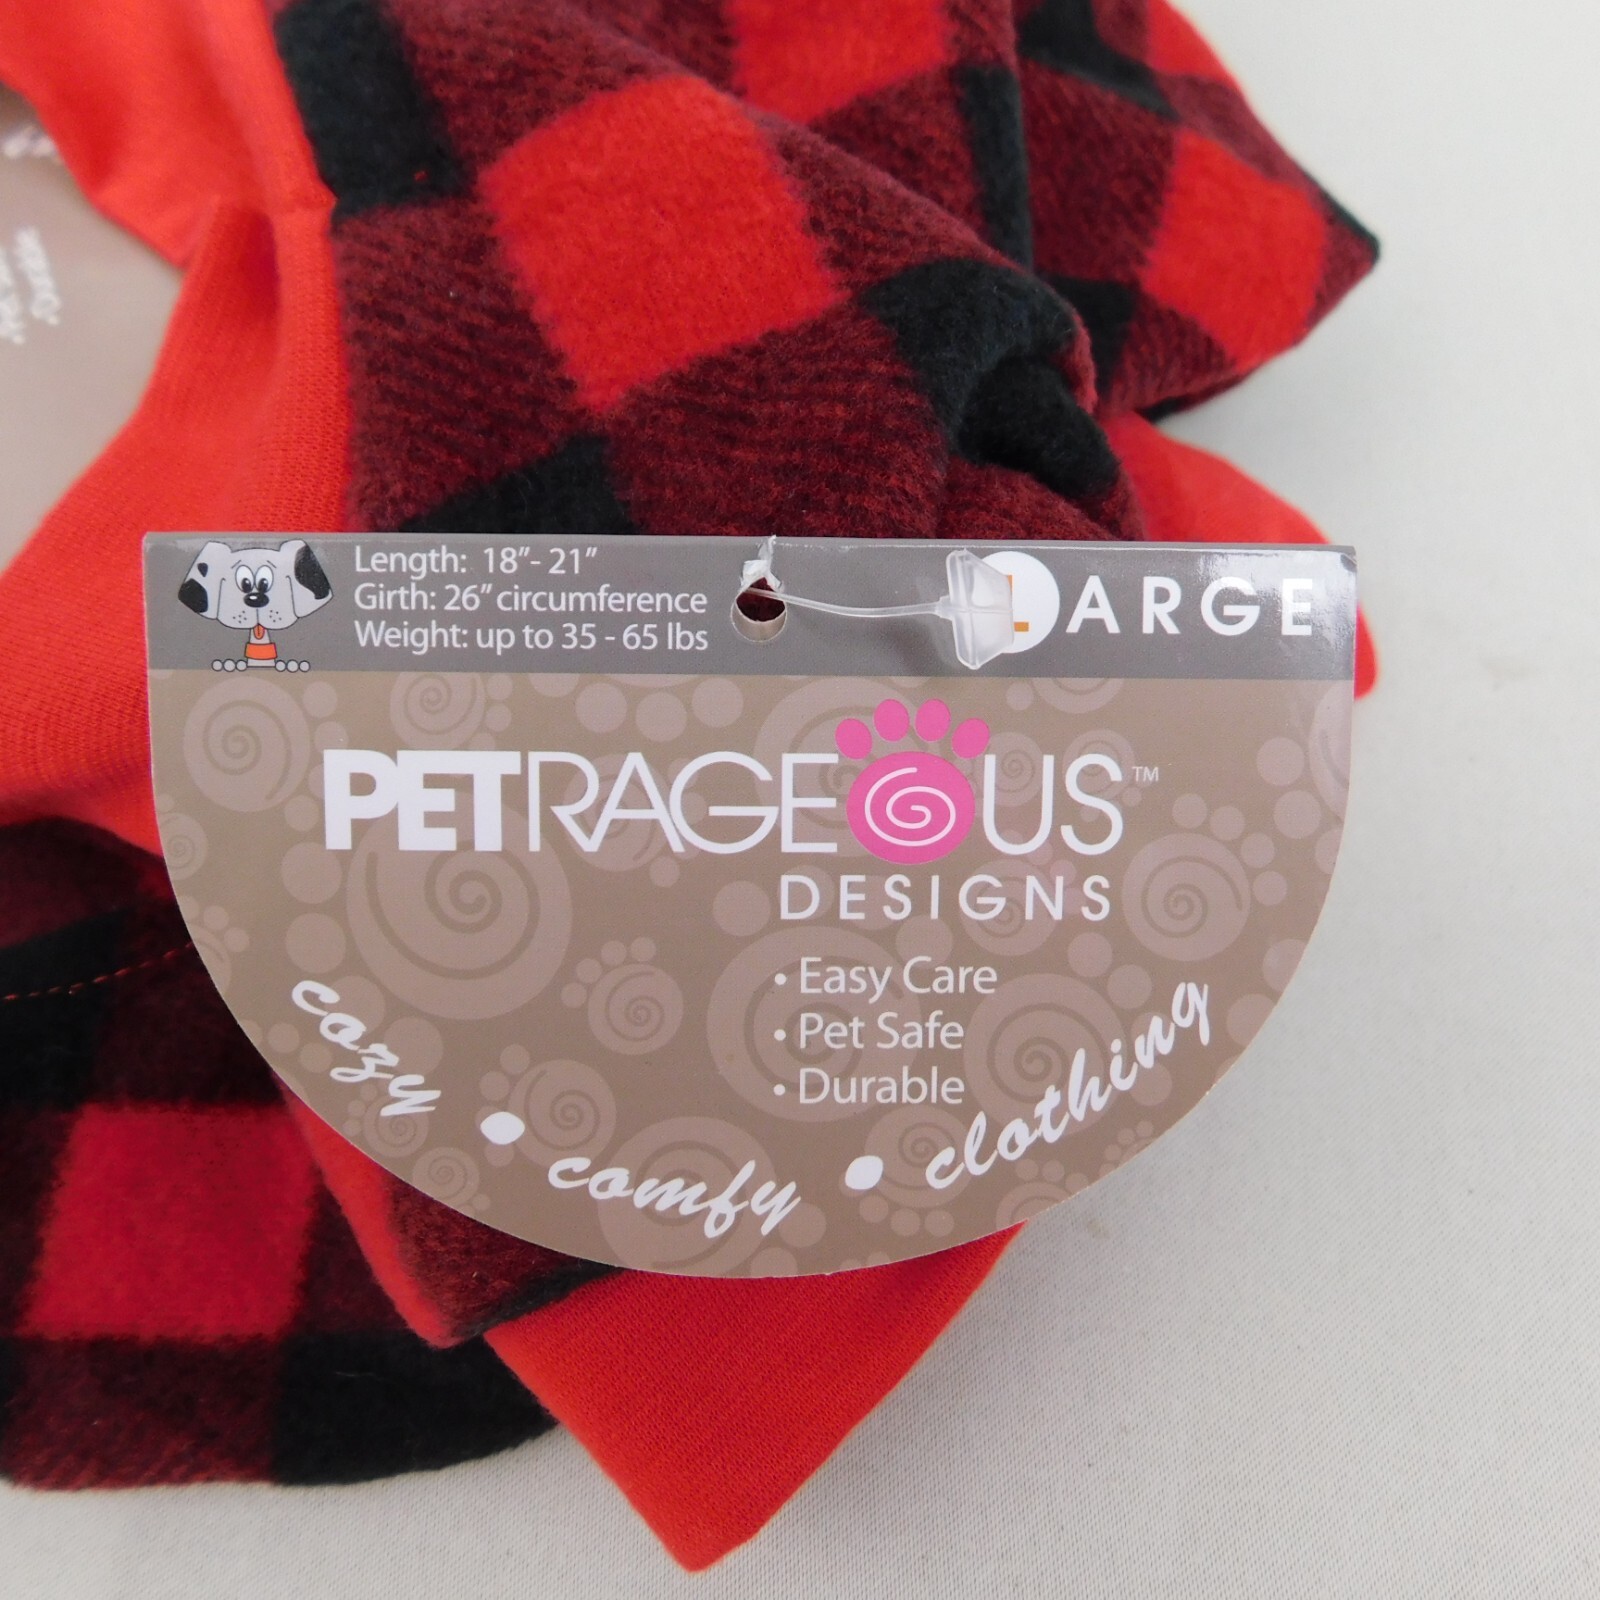 Length: 18"- 21"
Girth: 26" circumference
Weight: up to 35 - 65 lbs
LARGE
PETRAGEOUS™
DESIGNS
• Easy Care
• Pet Safe
• Durable
cozy • comfy • clothing